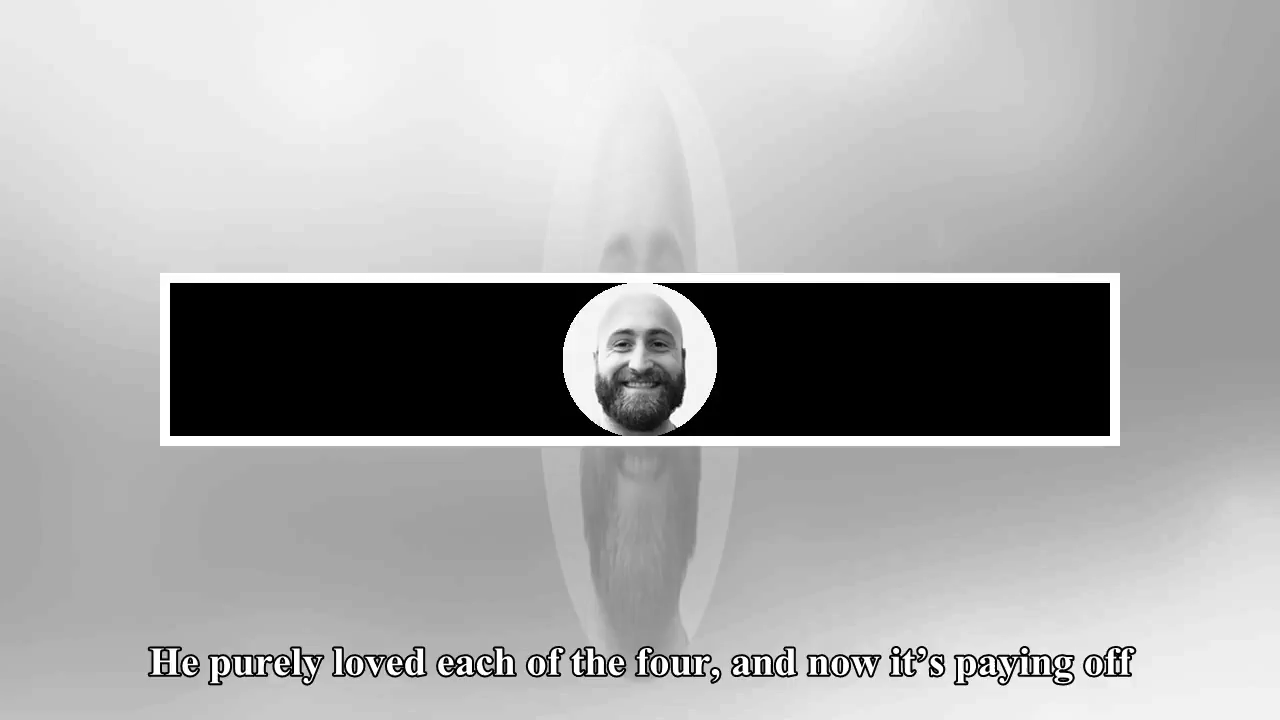 He purely loved each of the four, and now it’s paying off